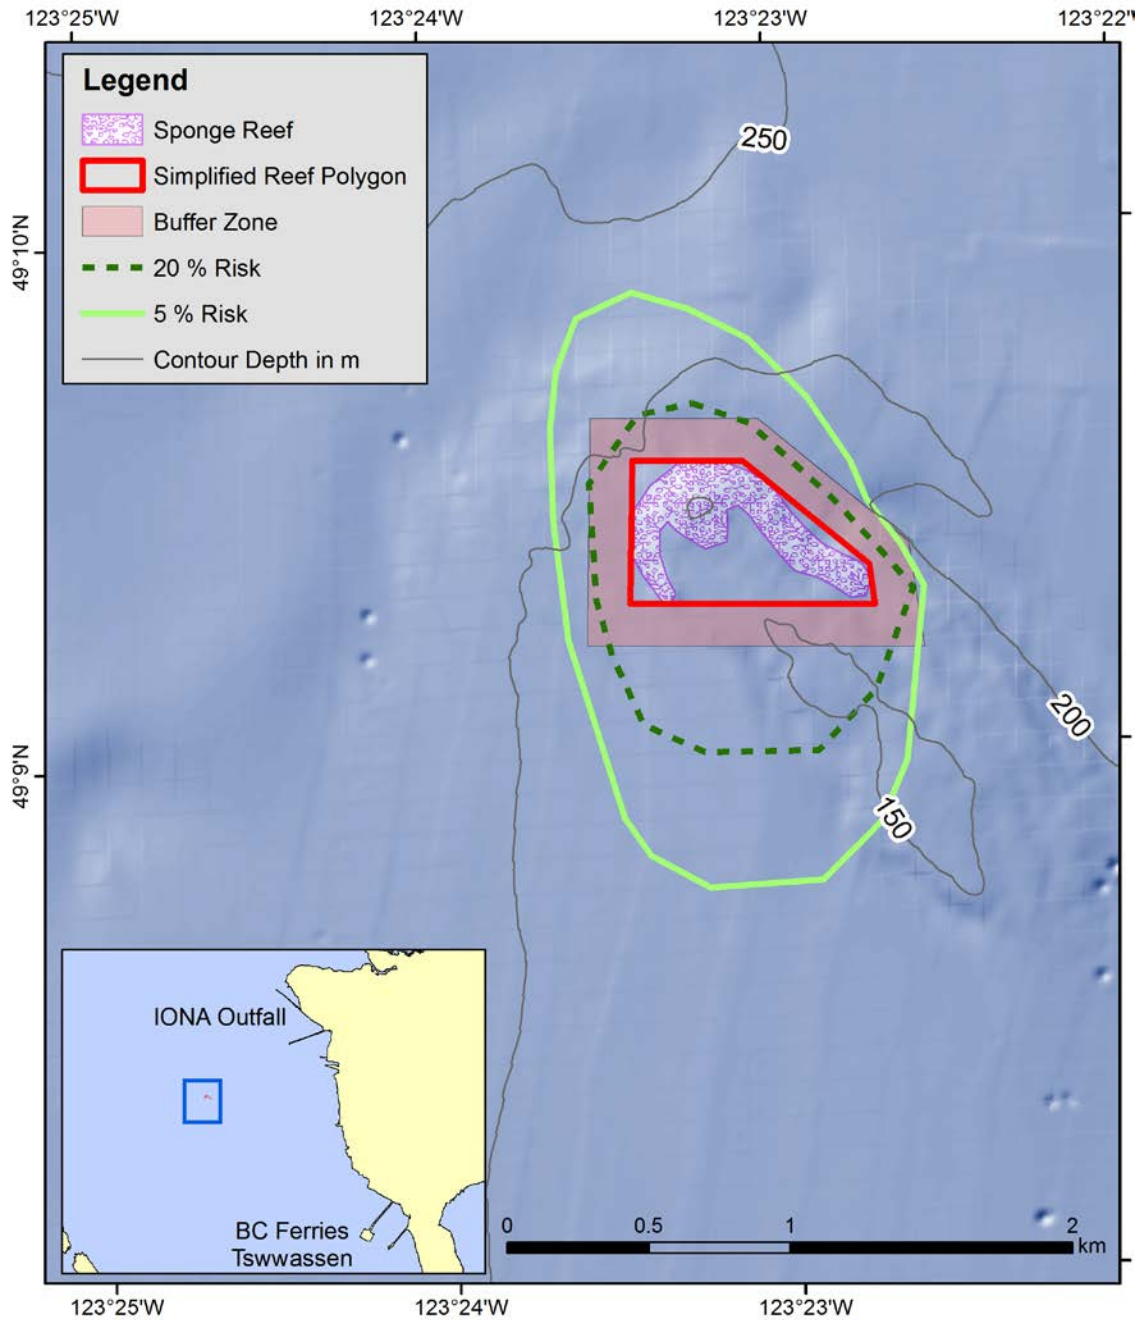 123°25'W 123°24'W 123°23'W 123°22'W
Legend
Sponge Reef
Simplified Reef Polygon
Buffer Zone
20 % Risk
5 % Risk
Contour Depth in m
250
49°10'N
200
49°9'N
150
IONA Outfall
BC Ferries
Tswwassen
0 0.5 1 2
km
123°25'W 123°24'W 123°23'W